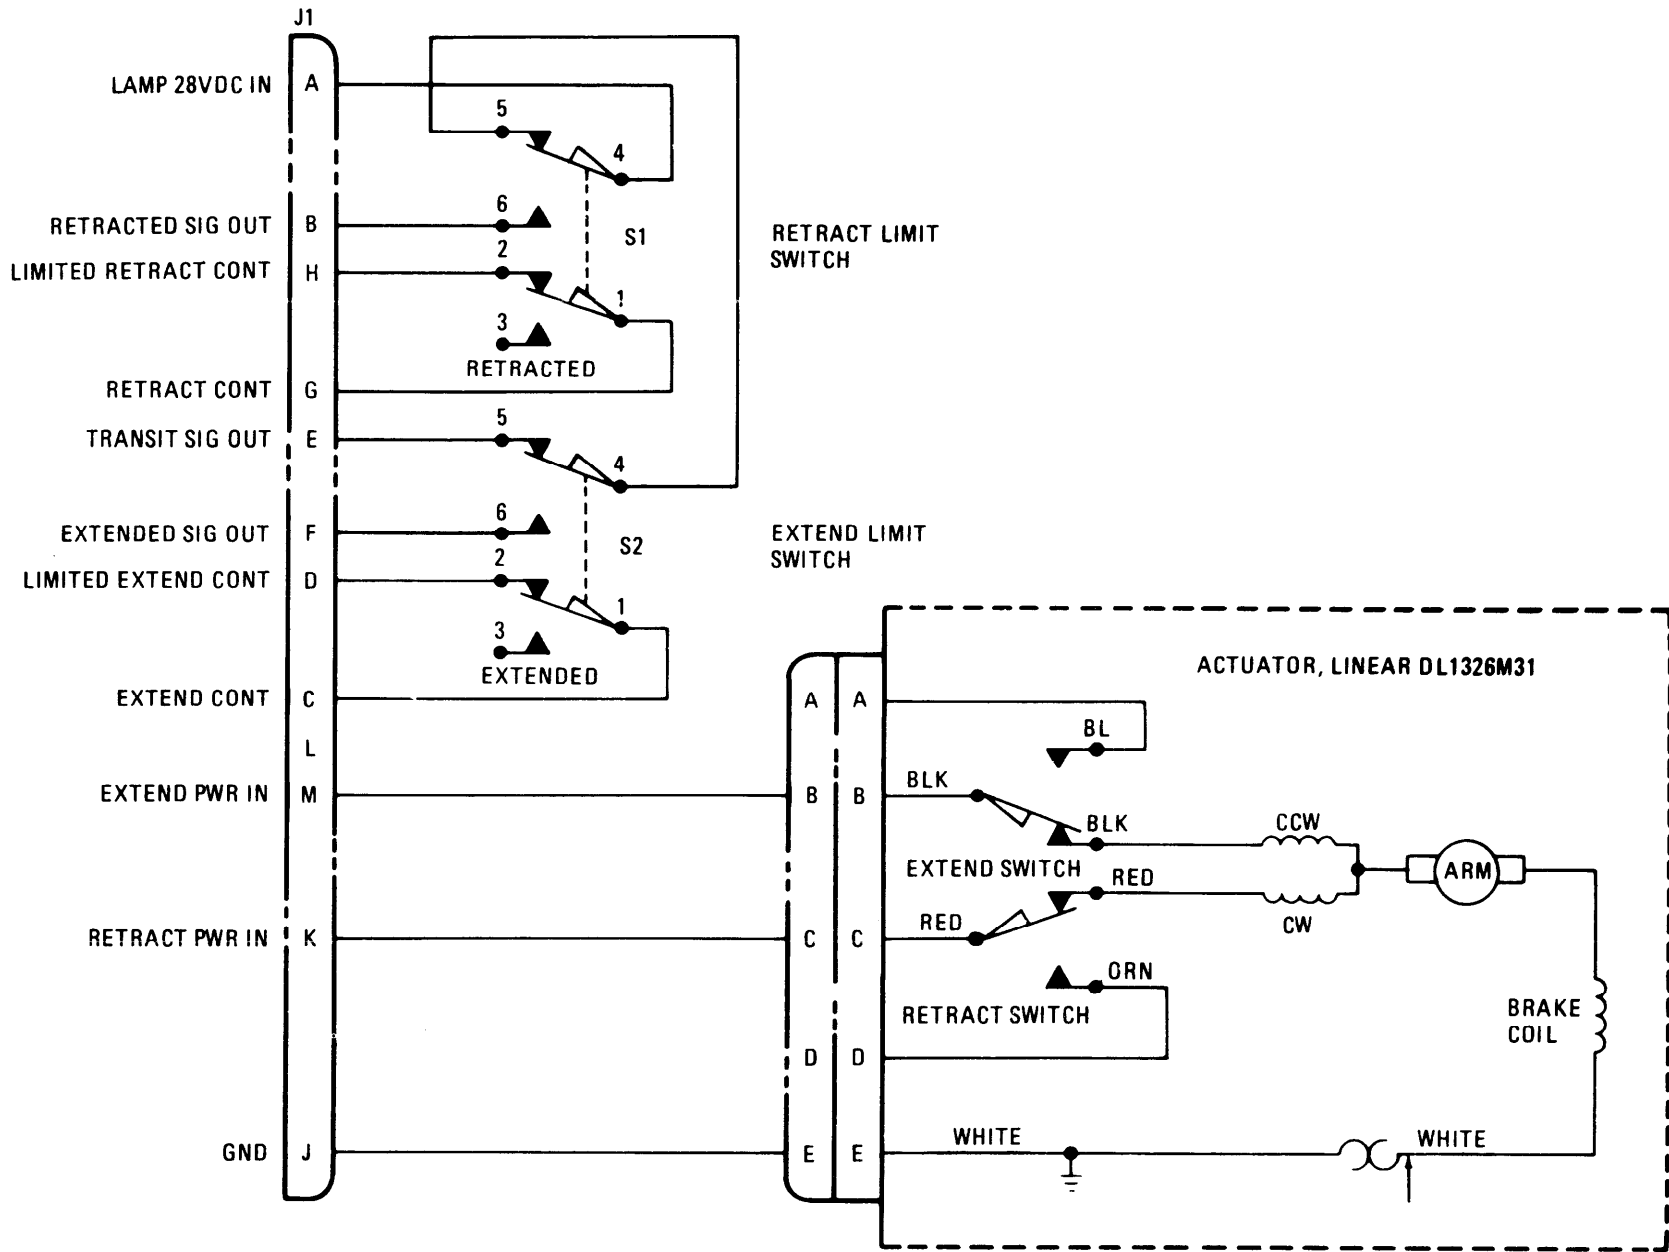 J1
LAMP 28VDC IN A
5
4
RETRACTED SIG OUT B
6
S1
RETRACT LIMIT
SWITCH
LIMITED RETRACT CONT H
2
1
3
RETRACTED
RETRACT CONT G
5
TRANSIT SIG OUT E
4
EXTENDED SIG OUT F
6
S2
EXTEND LIMIT
SWITCH
LIMITED EXTEND CONT D
2
1
3
EXTENDED
EXTEND CONT C
L
EXTEND PWR IN M
RETRACT PWR IN K
GND J
ACTUATOR, LINEAR DL1326M31
A A
BL
B B
BLK
BLK
CCW
EXTEND SWITCH
RED
ARM
C C
RED
CW
ORN
RETRACT SWITCH
BRAKE
COIL
D D
E E
WHITE
WHITE